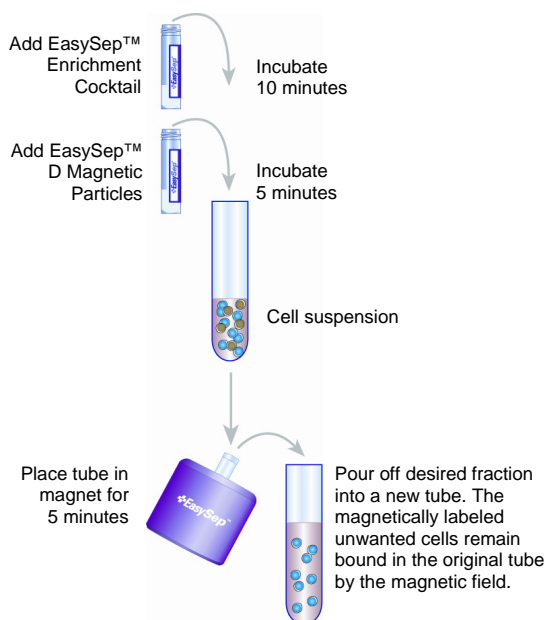 Add EasySep™
Enrichment
Cocktail
Incubate
10 minutes
EasySep
Add EasySep™
D Magnetic
Particles
Incubate
5 minutes
EasySep
Cell suspension
Place tube in
magnet for
5 minutes
EasySep™
Pour off desired fraction
into a new tube. The
magnetically labeled
unwanted cells remain
bound in the original tube
by the magnetic field.